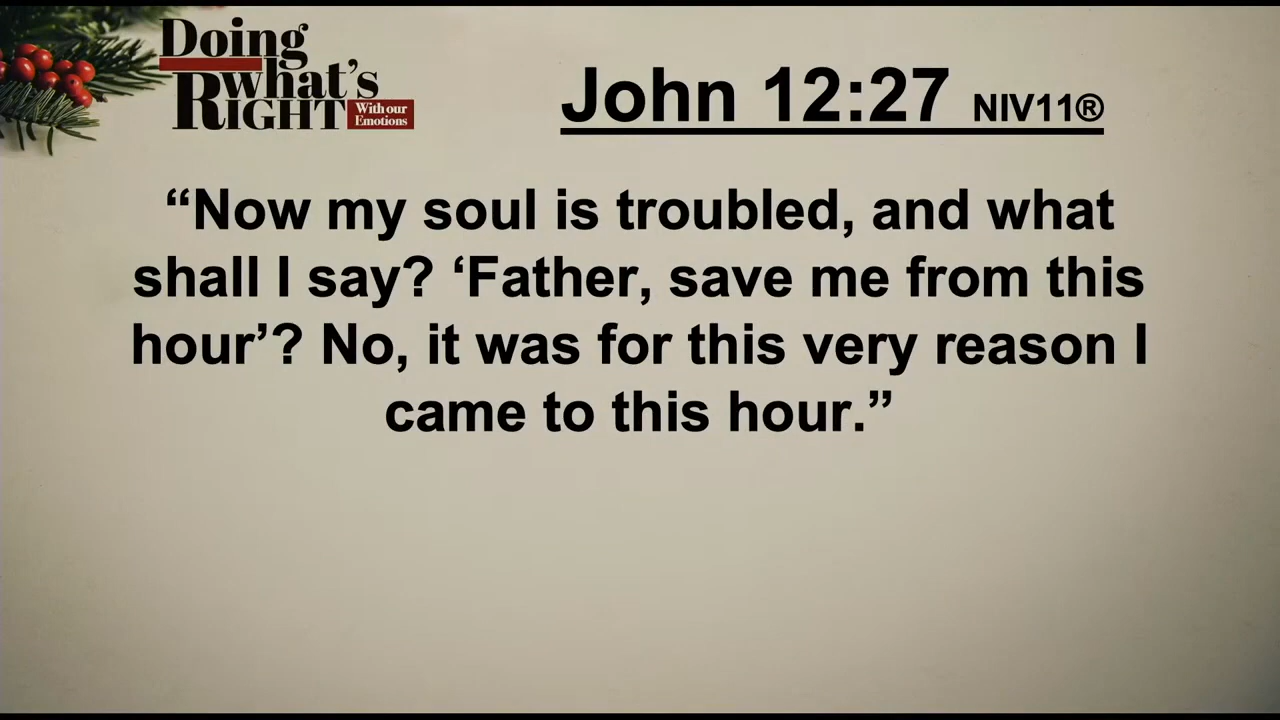 Doing
what's
RIGHT
With our
Emotions
John 12:27 NIV11®
“Now my soul is troubled, and what
shall I say? ‘Father, save me from this
hour’? No, it was for this very reason I
came to this hour.”